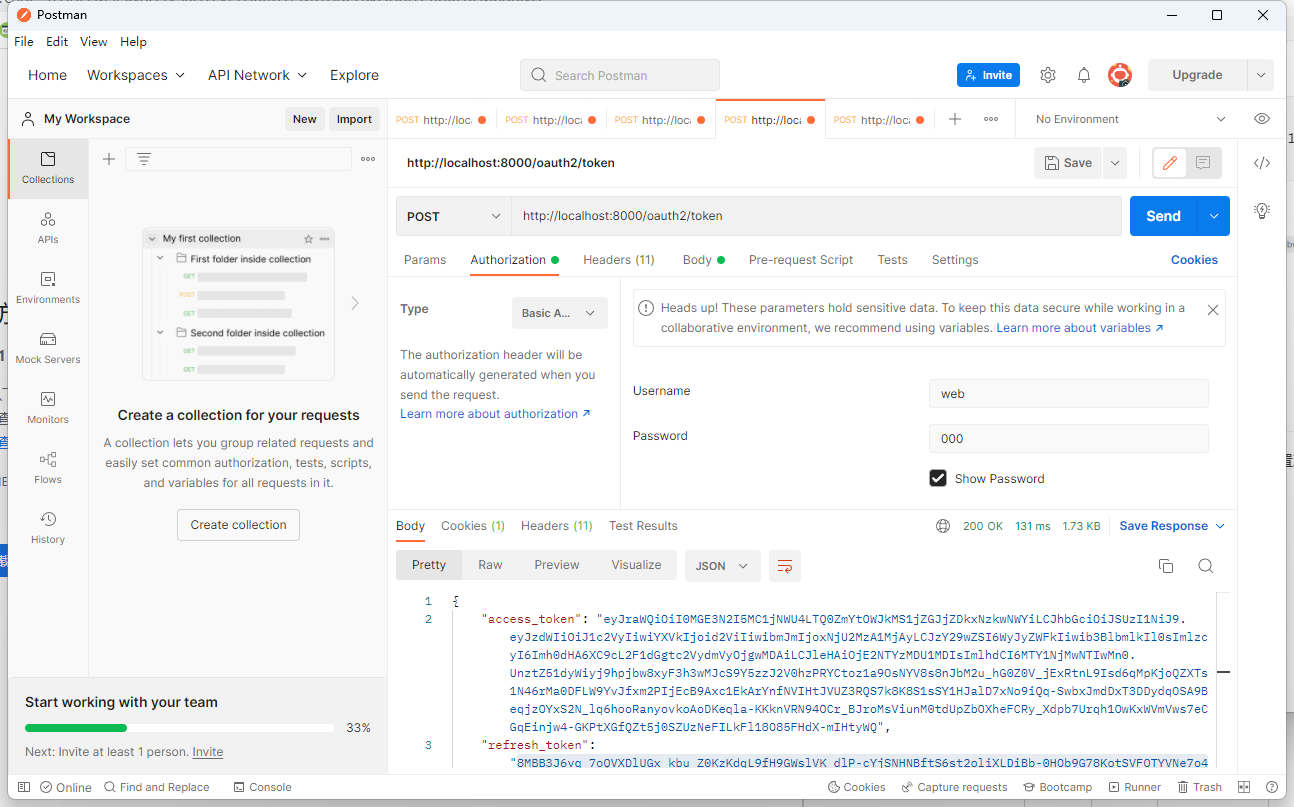 Postman
File Edit View Help
Home Workspaces API Network Explore
Search Postman
Invite
Upgrade
My Workspace
New Import
POST http://loca
POST http://loca
POST http://loca
POST http://loca
POST http://loca
No Environment
Collections
APIs
Environments
Mock Servers
Monitors
Flows
History
My first collection
First folder inside collection
GET
POST
GET
Second folder inside collection
GET
GET
Create a collection for your requests
A collection lets you group related requests and
easily set common authorization, tests, scripts,
and variables for all requests in it.
Create collection
Start working with your team
33%
Next: Invite at least 1 person. Invite
http://localhost:8000/oauth2/token
Save
POST http://localhost:8000/oauth2/token
Send
Params Authorization Headers (11) Body Pre-request Script Tests Settings Cookies
Type Basic A...
The authorization header will be
automatically generated when you
send the request.
Learn more about authorization ↗
Heads up! These parameters hold sensitive data. To keep this data secure while working in a
collaborative environment, we recommend using variables. Learn more about variables ↗
Username web
Password 000
Show Password
Body Cookies (1) Headers (11) Test Results
200 OK 131 ms 1.73 KB Save Response
Pretty Raw Preview Visualize JSON
1 {
2 "access_token": "eyJraWQiOiI0MGE3N2I5MC1jNWU4LTQ0ZmYtOWJkMS1jZGJjZDkxNzkwNWYiLCJhbGciOiJSUzI1NiJ9.
eyJzdWIiOiJ1c2VyIiwiYXVkIjoid2ViIiwibmJmIjoxNjU2MzA1MjAyLCJzY29wZSI6WyJyZWFkIiwib3BlbmlkIl0sImlzc
yI6Imh0dHA6XC9cL2F1dGgtc2VydmVyOjgwMDAiLCJleHAiOjE2NTYzMDU1MDIsImlhdCI6MTY1NjMwNTIwMn0.
UnztZ51dyWiyj9hpjbw8xyF3h3wMJcS9Y5zzJ2V0hzPRYCtoz1a9OsNYV8s8nJbM2u_hG0Z0V_jExRtnL9Isd6qMpKjoQZXTs
1N46rMa0DFLW9YvJfxm2PIjEcB9Axc1EkArYnfNVIHtJVUZ3RQS7k8K8S1sSY1HJalD7xNo9iQq-SwbxJmdDxT3DDydqOSA9B
eqjzOYxS2N_lq6hooRanyovkoAoDKeqla-KKknVRN94OCr_BJroMsViunM0tdUpZbOXheFCRy_Xdpb7Urqh1OwKxWVmVws7eC
GqEinjw4-GKPtXGfQZt5j0SZUzNeFILkFl18O85FHdX-mIHtyWQ",
3 "refresh_token":
"8MBB3J6vq_7oQVXDlUGx_kbu_Z0KzKdqL9fH9GWslVK_dlP-cYjSNHNBftS6st2oliXLDiBb-0HOb9G78KotSVFOTYVNe7o4
Online Find and Replace Console
Cookies Capture requests Bootcamp Runner Trash